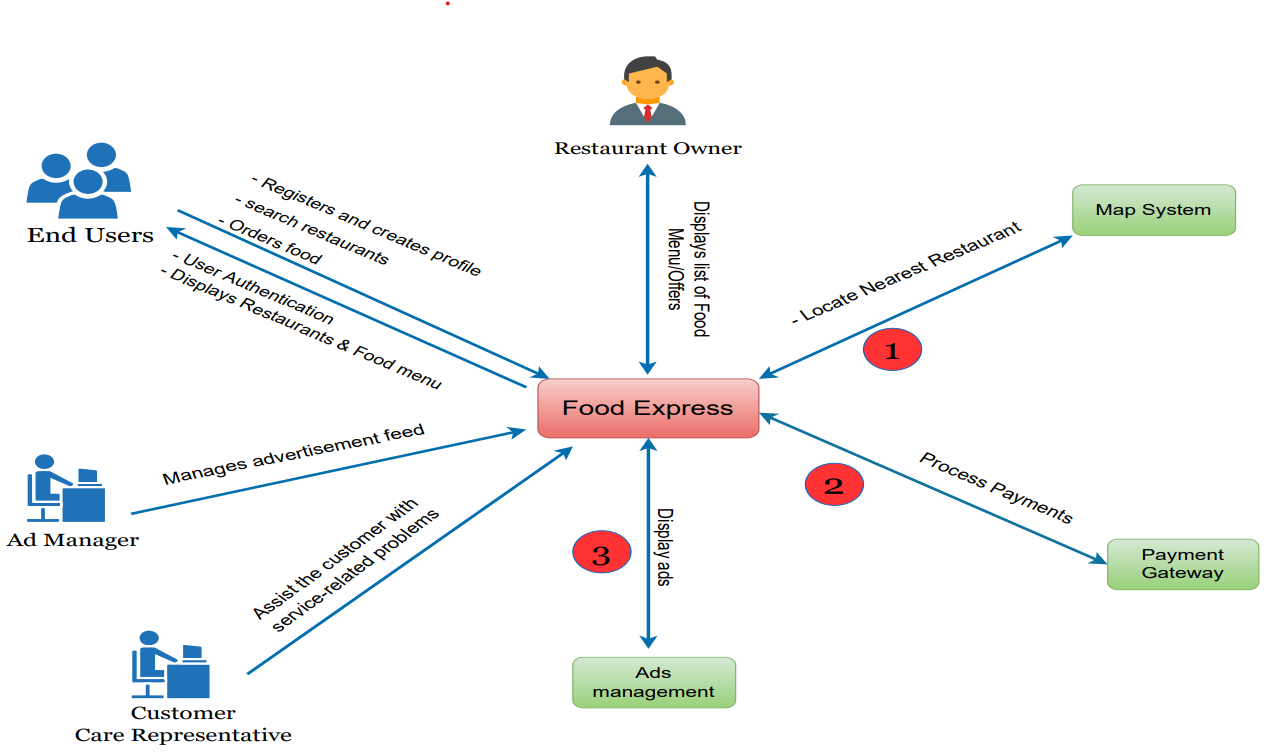 Restaurant Owner
End Users
- Registers and creates profile
- search restaurants
- Orders food
- User Authentication
- Displays Restaurants & Food menu
Displays list of Food
Menu/Offers
Map System
- Locate Nearest Restaurant
1
Food Express
Manages advertisement feed
Ad Manager
2
Process Payments
Payment
Gateway
3
Display ads
Assist the customer with
service-related problems
Ads
management
Customer
Care Representative